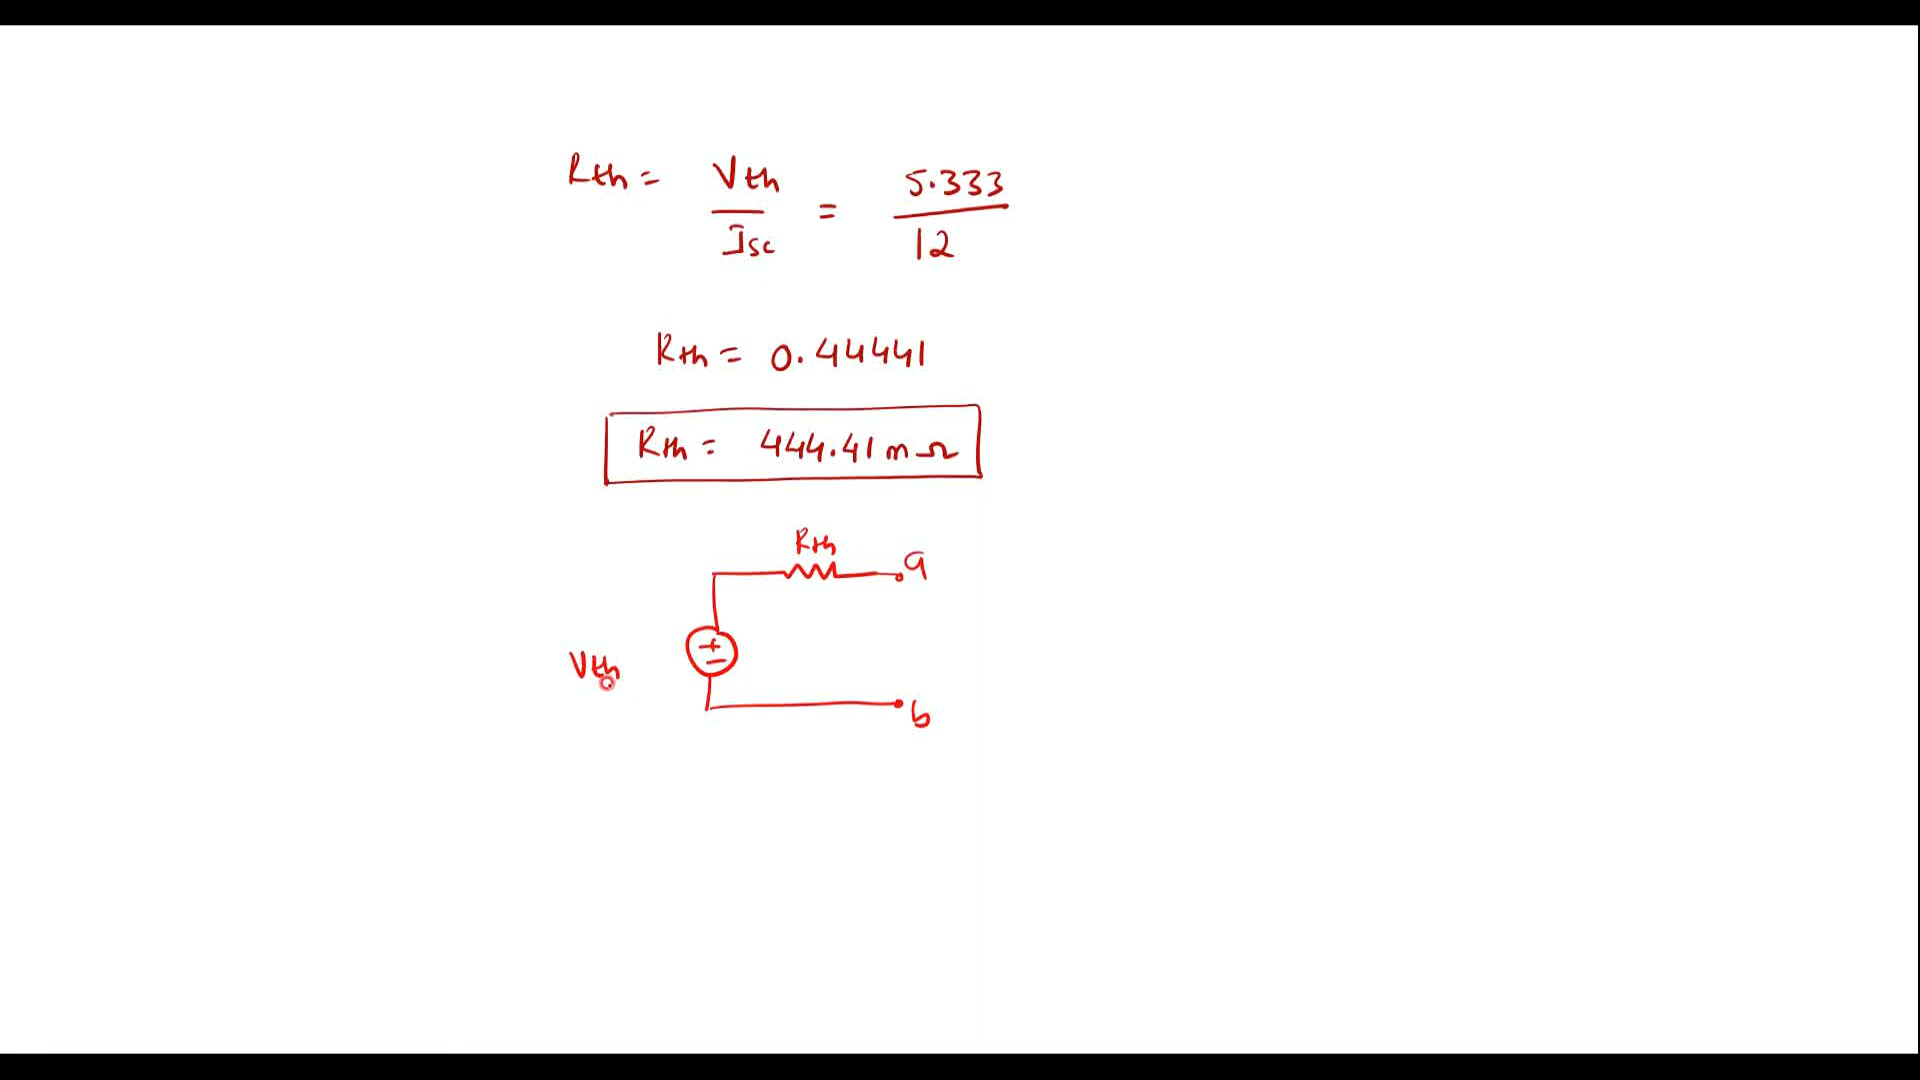 Rth = Vth / Isc = 5.333 / 12
Rth = 0.44441
Rth = 444.41 mΩ
Rth
a
+
-
Vth
b